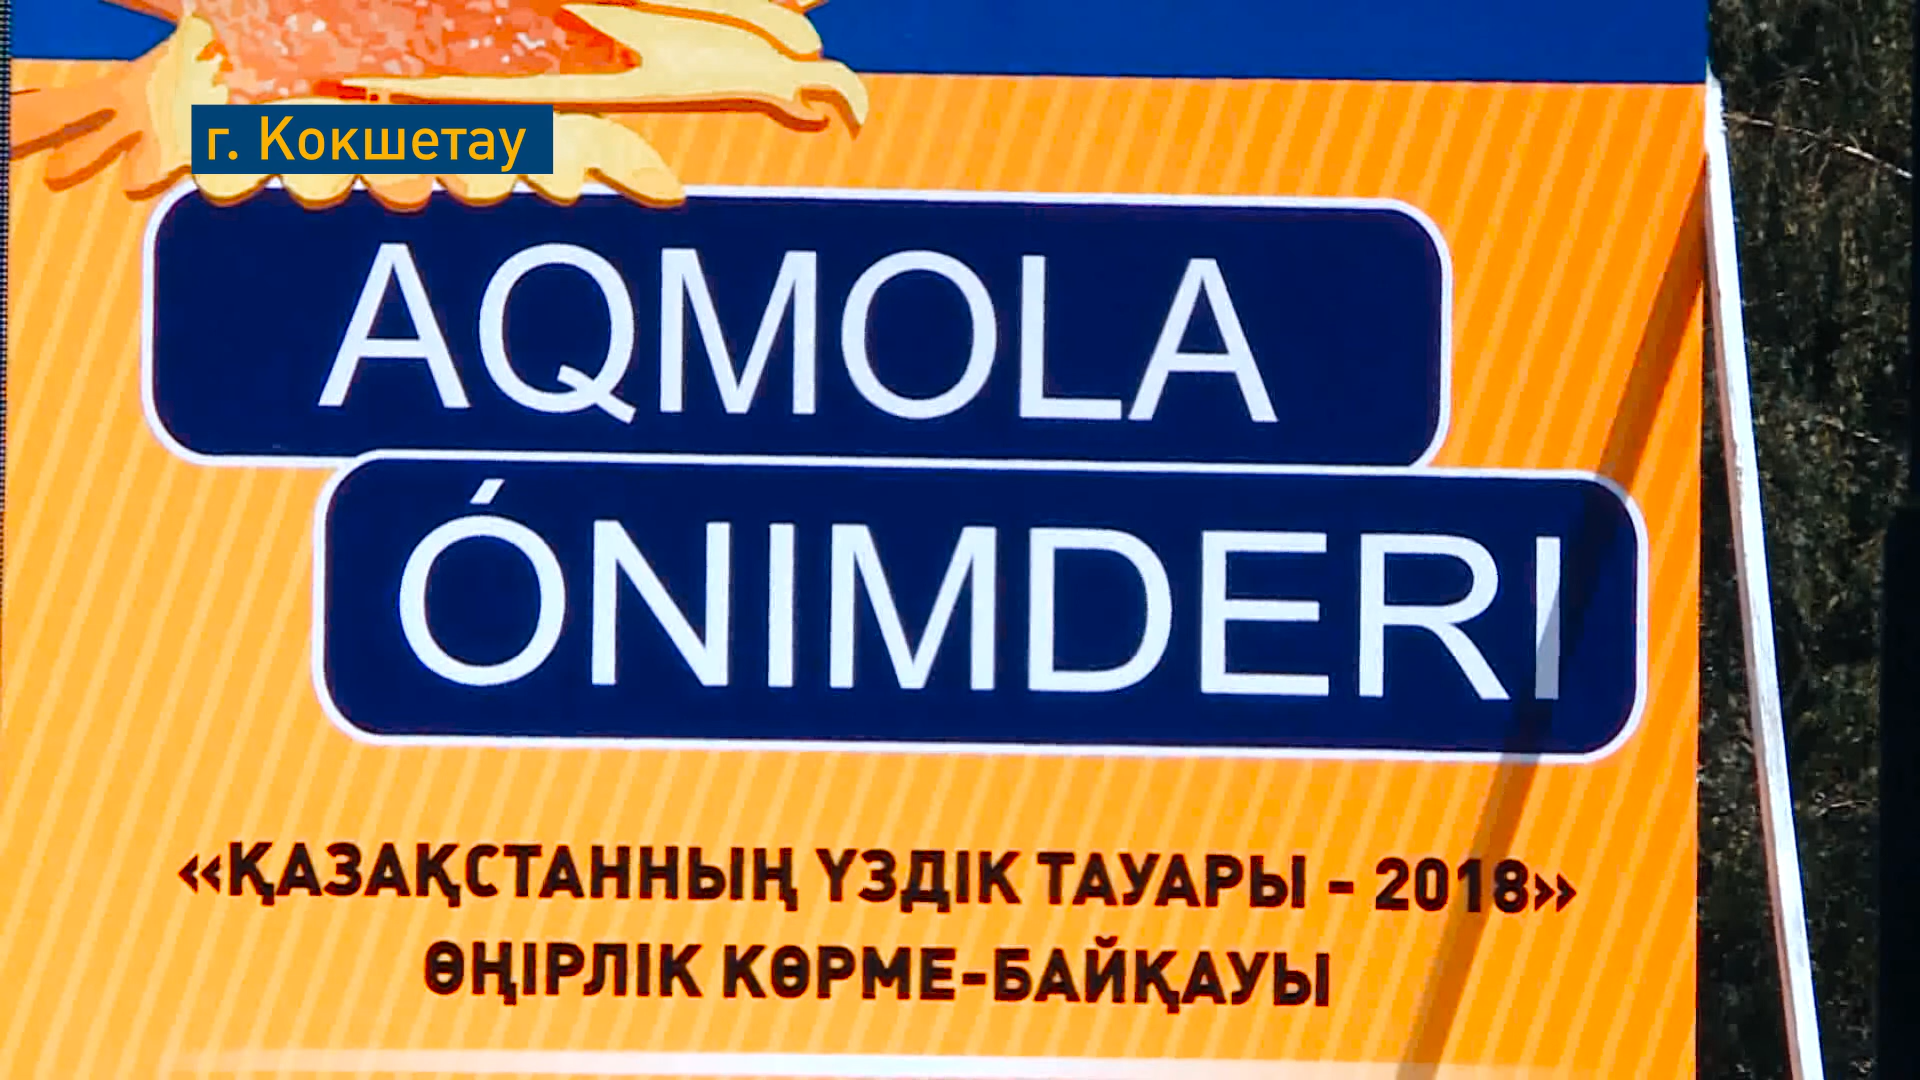 г. Кокшетау
AQMOLA
ÓNIMDERI
«ҚАЗАҚСТАННЫҢ ҮЗДІК ТАУАРЫ - 2018»
ӨҢІРЛІК КӨРМЕ-БАЙҚАУЫ